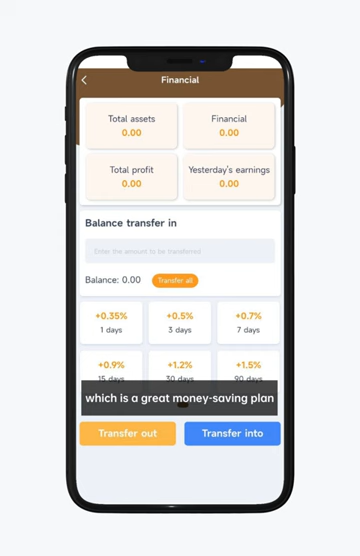 Financial
Total assets
0.00
Financial
0.00
Total profit
0.00
Yesterday's earnings
0.00
Balance transfer in
Enter the amount to be transferred
Balance: 0.00
Transfer all
+0.35%
1 days
+0.5%
3 days
+0.7%
7 days
+0.9%
15 days
+1.2%
30 days
+1.5%
90 days
which is a great money-saving plan
Transfer out
Transfer into